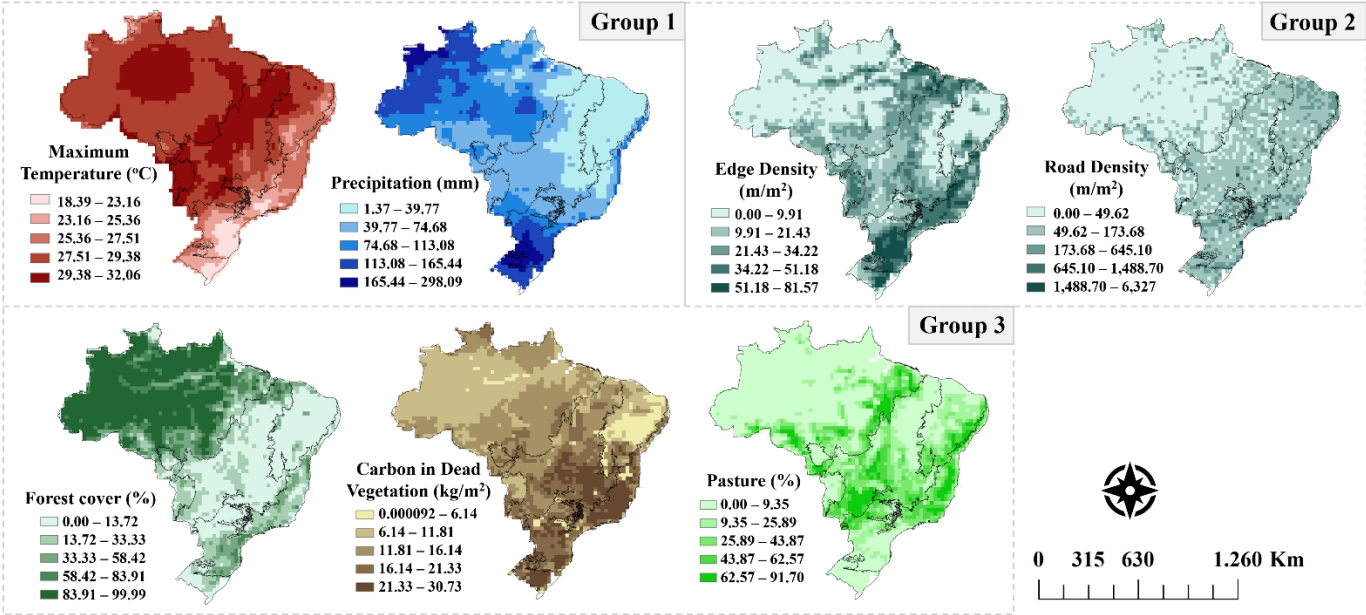 Group 1
Maximum
Temperature (°C)
18.39 – 23.16
23.16 – 25.36
25.36 – 27.51
27.51 – 29.38
29.38 – 32.06
Precipitation (mm)
1.37 – 39.77
39.77 – 74.68
74.68 – 113.08
113.08 – 165.44
165.44 – 298.09
Group 2
Edge Density
(m/m²)
0.00 – 9.91
9.91 – 21.43
21.43 – 34.22
34.22 – 51.18
51.18 – 81.57
Road Density
(m/m²)
0.00 – 49.62
49.62 – 173.68
173.68 – 645.10
645.10 – 1,488.70
1,488.70 – 6,327
Group 3
Forest cover (%)
0.00 – 13.72
13.72 – 33.33
33.33 – 58.42
58.42 – 83.91
83.91 – 99.99
Carbon in Dead
Vegetation (kg/m²)
0.000092 – 6.14
6.14 – 11.81
11.81 – 16.14
16.14 – 21.33
21.33 – 30.73
Pasture (%)
0.00 – 9.35
9.35 – 25.89
25.89 – 43.87
43.87 – 62.57
62.57 – 91.70
0 315 630 1.260 Km